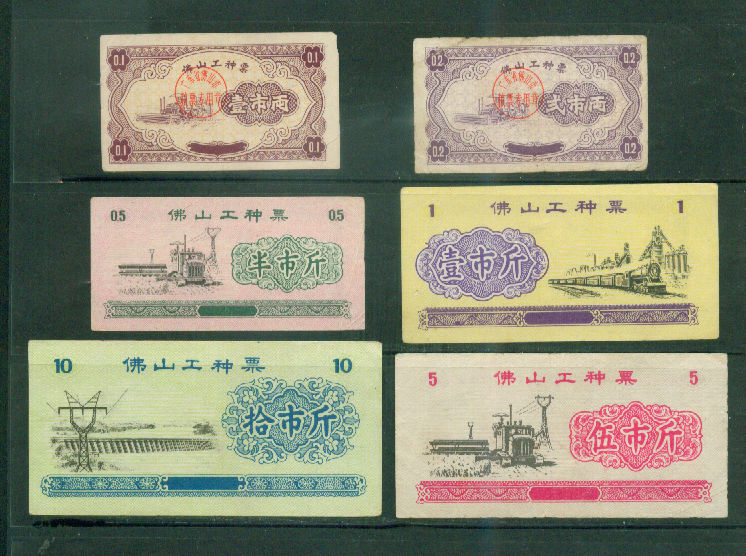 0.1 佛山工种票 0.1
壹市两
0.1 0.1
0.2 佛山工种票 0.2
贰市两
0.2 0.2
0.5 佛山工种票 0.5
半市斤
1 佛山工种票 1
壹市斤
10 佛山工种票 10
拾市斤
5 佛山工种票 5
伍市斤